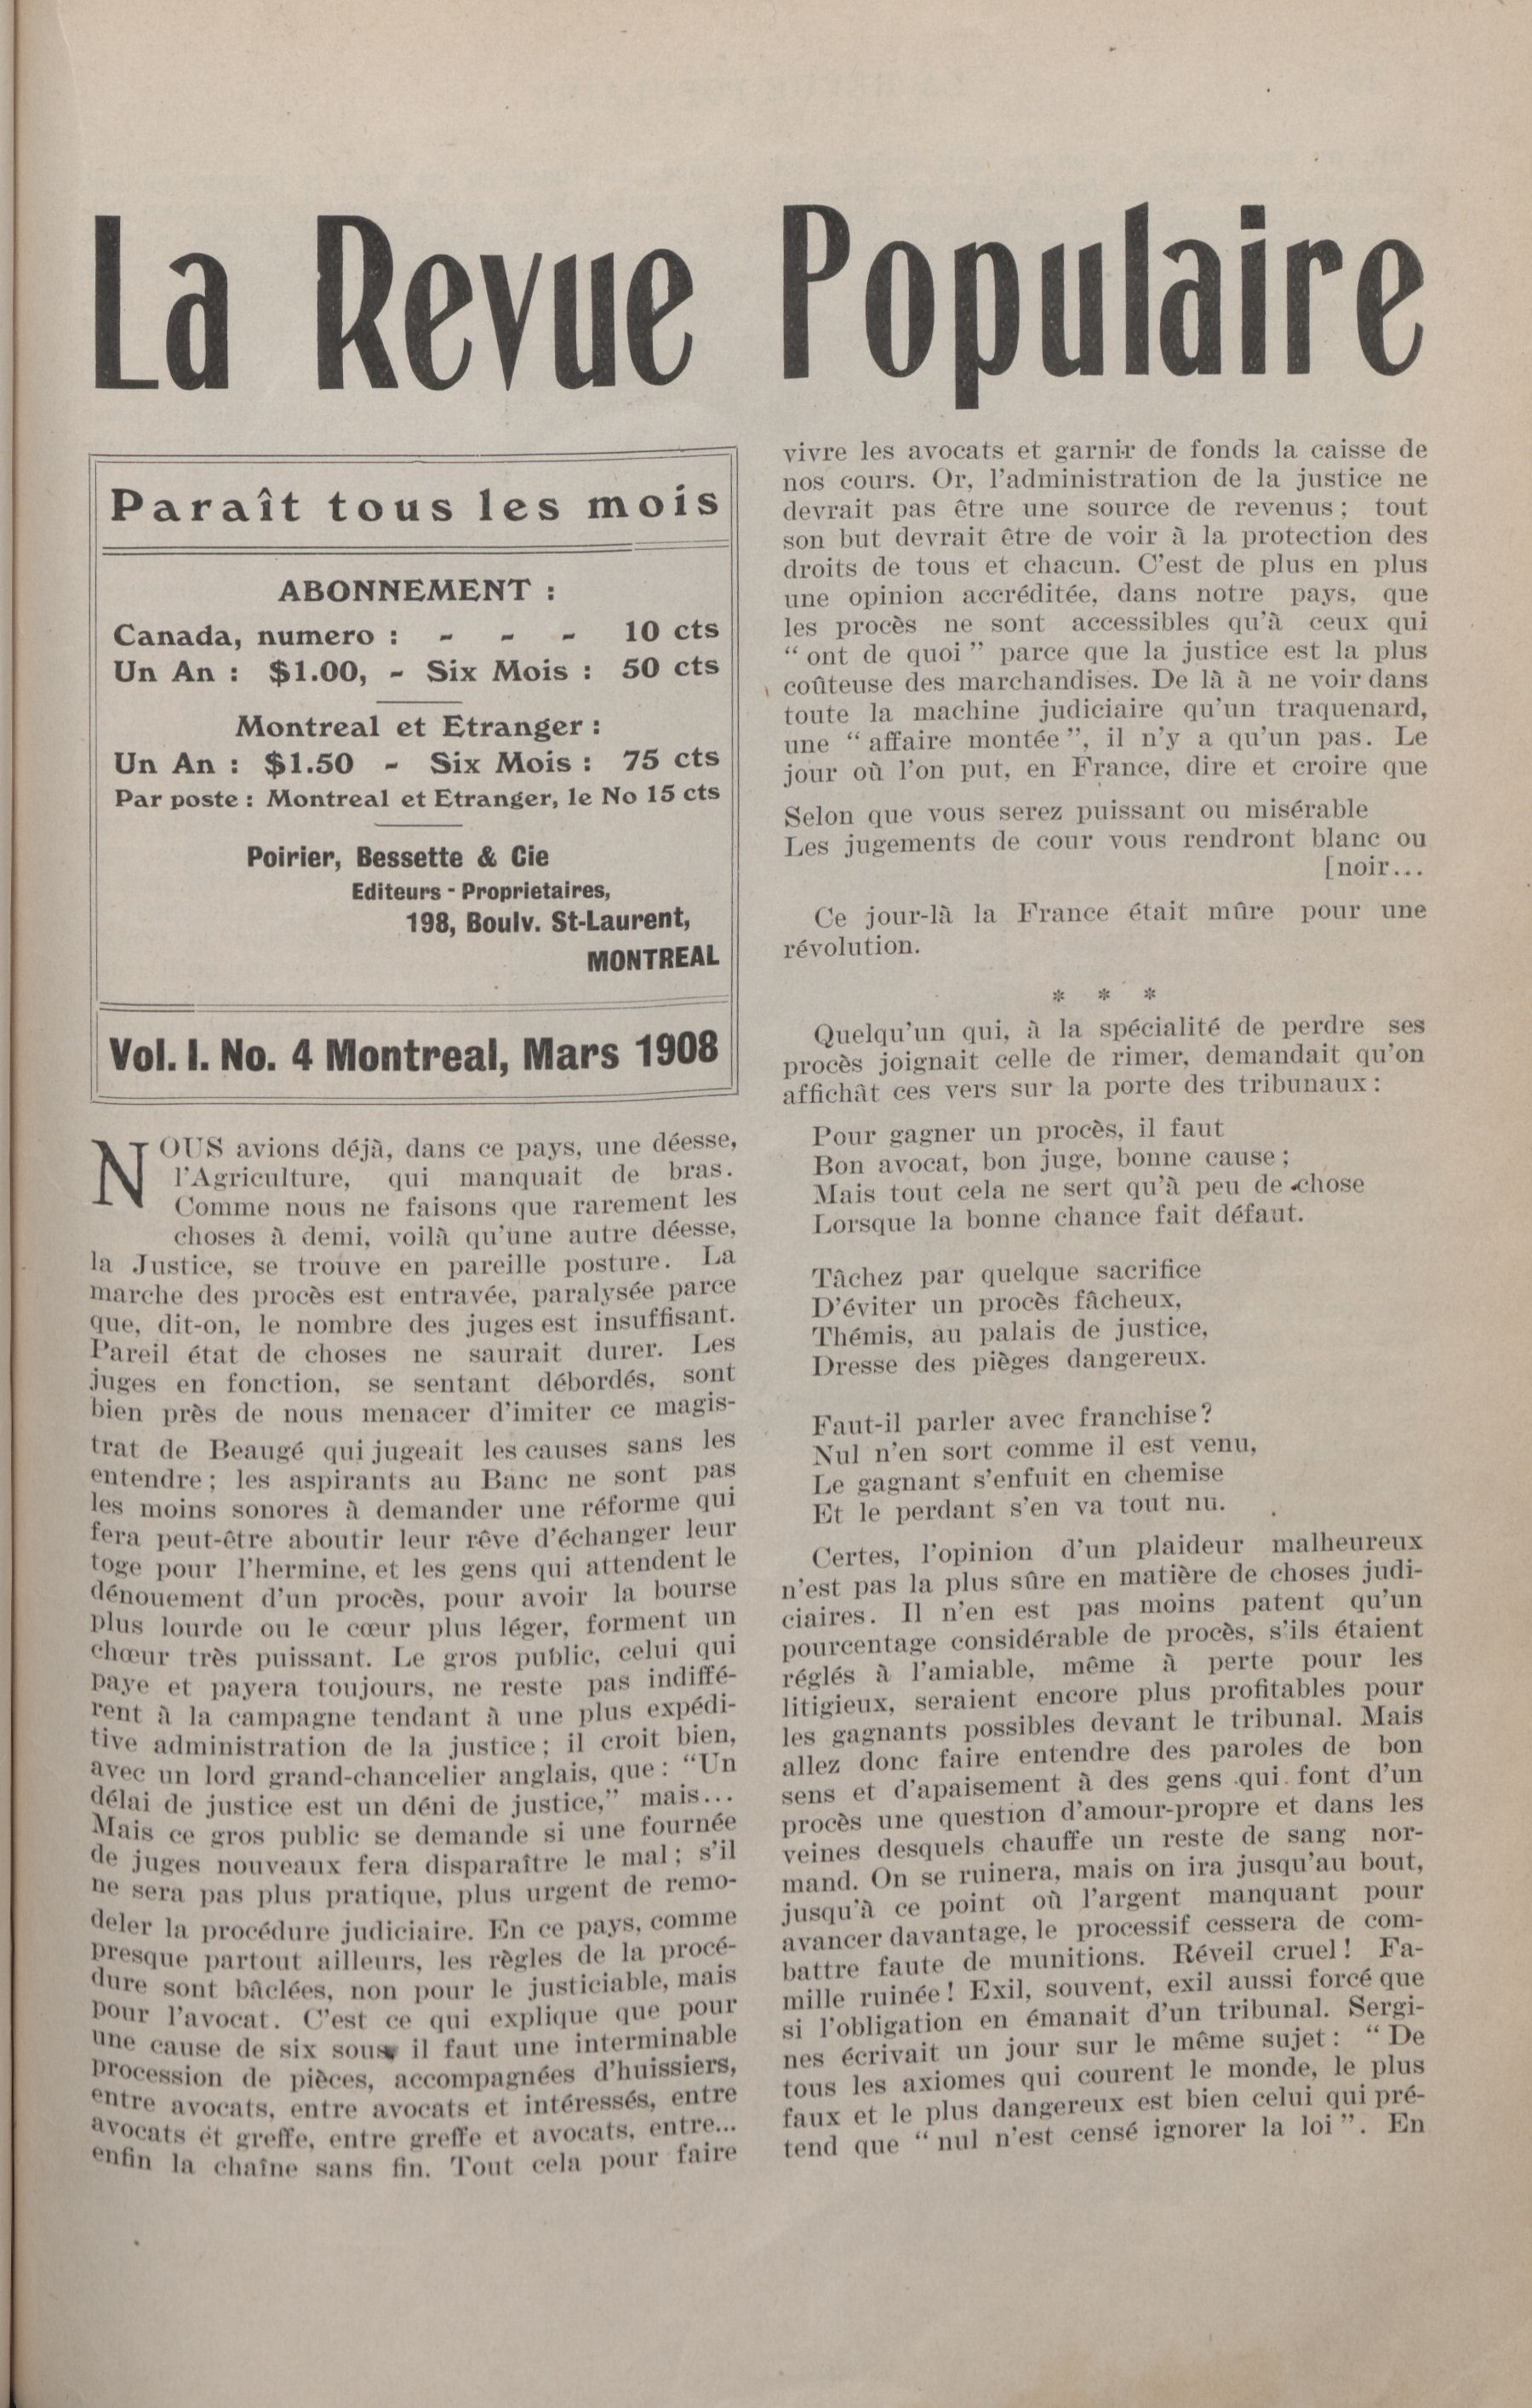 La Revue Populaire
Paraît tous les mois
ABONNEMENT :
Canada, numero : - - - 10 cts
Un An : $1.00, - Six Mois : 50 cts
Montreal et Etranger :
Un An : $1.50 - Six Mois : 75 cts
Par poste : Montreal et Etranger, le No 15 cts
Poirier, Bessette & Cie
Editeurs - Proprietaires,
198, Boulv. St-Laurent,
MONTREAL
Vol. I. No. 4 Montreal, Mars 1908
NOUS avions déjà, dans ce pays, une déesse,
l'Agriculture, qui manquait de bras.
Comme nous ne faisons que rarement les
choses à demi, voilà qu'une autre déesse,
la Justice, se trouve en pareille posture. La
marche des procès est entravée, paralysée parce
que, dit-on, le nombre des juges est insuffisant.
Pareil état de choses ne saurait durer. Les
juges en fonction, se sentant débordés, sont
bien près de nous menacer d'imiter ce magis-
trat de Beaugé qui jugeait les causes sans les
entendre ; les aspirants au Banc ne sont pas
les moins sonores à demander une réforme qui
fera peut-être aboutir leur rêve d'échanger leur
toge pour l'hermine, et les gens qui attendent le
dénouement d'un procès, pour avoir la bourse
plus lourde ou le cœur plus léger, forment un
chœur très puissant. Le gros public, celui qui
paye et payera toujours, ne reste pas indiffé-
rent à la campagne tendant à une plus expédi-
tive administration de la justice ; il croit bien,
avec un lord grand-chancelier anglais, que : "Un
délai de justice est un déni de justice," mais...
Mais ce gros public se demande si une fournée
de juges nouveaux fera disparaître le mal ; s'il
ne sera pas plus pratique, plus urgent de remo-
deler la procédure judiciaire. En ce pays, comme
presque partout ailleurs, les règles de la procé-
dure sont bâclées, non pour le justiciable, mais
pour l'avocat. C'est ce qui explique que pour
une cause de six sous il faut une interminable
procession de pièces, accompagnées d'huissiers,
entre avocats, entre avocats et intéressés, entre
avocats et greffe, entre greffe et avocats, entre...
enfin la chaîne sans fin. Tout cela pour faire
vivre les avocats et garnir de fonds la caisse de
nos cours. Or, l'administration de la justice ne
devrait pas être une source de revenus ; tout
son but devrait être de voir à la protection des
droits de tous et chacun. C'est de plus en plus
une opinion accréditée, dans notre pays, que
les procès ne sont accessibles qu'à ceux qui
" ont de quoi " parce que la justice est la plus
coûteuse des marchandises. De là à ne voir dans
toute la machine judiciaire qu'un traquenard,
une " affaire montée ", il n'y a qu'un pas. Le
jour où l'on put, en France, dire et croire que
Selon que vous serez puissant ou misérable
Les jugements de cour vous rendront blanc ou
[noir...
Ce jour-là la France était mûre pour une
révolution.
* * *
Quelqu'un qui, à la spécialité de perdre ses
procès joignait celle de rimer, demandait qu'on
affichât ces vers sur la porte des tribunaux :
Pour gagner un procès, il faut
Bon avocat, bon juge, bonne cause ;
Mais tout cela ne sert qu'à peu de chose
Lorsque la bonne chance fait défaut.
Tâchez par quelque sacrifice
D'éviter un procès fâcheux,
Thémis, au palais de justice,
Dresse des pièges dangereux.
Faut-il parler avec franchise ?
Nul n'en sort comme il est venu,
Le gagnant s'enfuit en chemise
Et le perdant s'en va tout nu.
Certes, l'opinion d'un plaideur malheureux
n'est pas la plus sûre en matière de choses judi-
ciaires. Il n'en est pas moins patent qu'un
pourcentage considérable de procès, s'ils étaient
réglés à l'amiable, même à perte pour les
litigieux, seraient encore plus profitables pour
les gagnants possibles devant le tribunal. Mais
allez donc faire entendre des paroles de bon
sens et d'apaisement à des gens qui font d'un
procès une question d'amour-propre et dans les
veines desquels chauffe un reste de sang nor-
mand. On se ruinera, mais on ira jusqu'au bout,
jusqu'à ce point où l'argent manquant pour
avancer davantage, le processif cessera de com-
battre faute de munitions. Réveil cruel ! Fa-
mille ruinée ! Exil, souvent, exil aussi forcé que
si l'obligation en émanait d'un tribunal. Sergi-
nes écrivait un jour sur le même sujet : " De
tous les axiomes qui courent le monde, le plus
faux et le plus dangereux est bien celui qui pré-
tend que " nul n'est censé ignorer la loi ". En